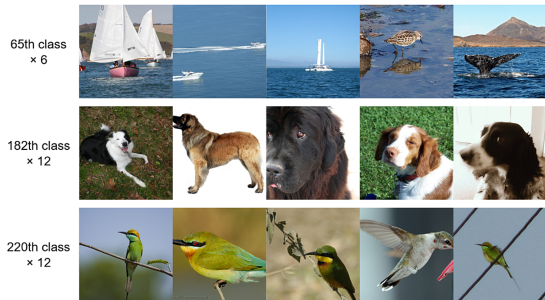 65th class
× 6
182th class
× 12
220th class
× 12